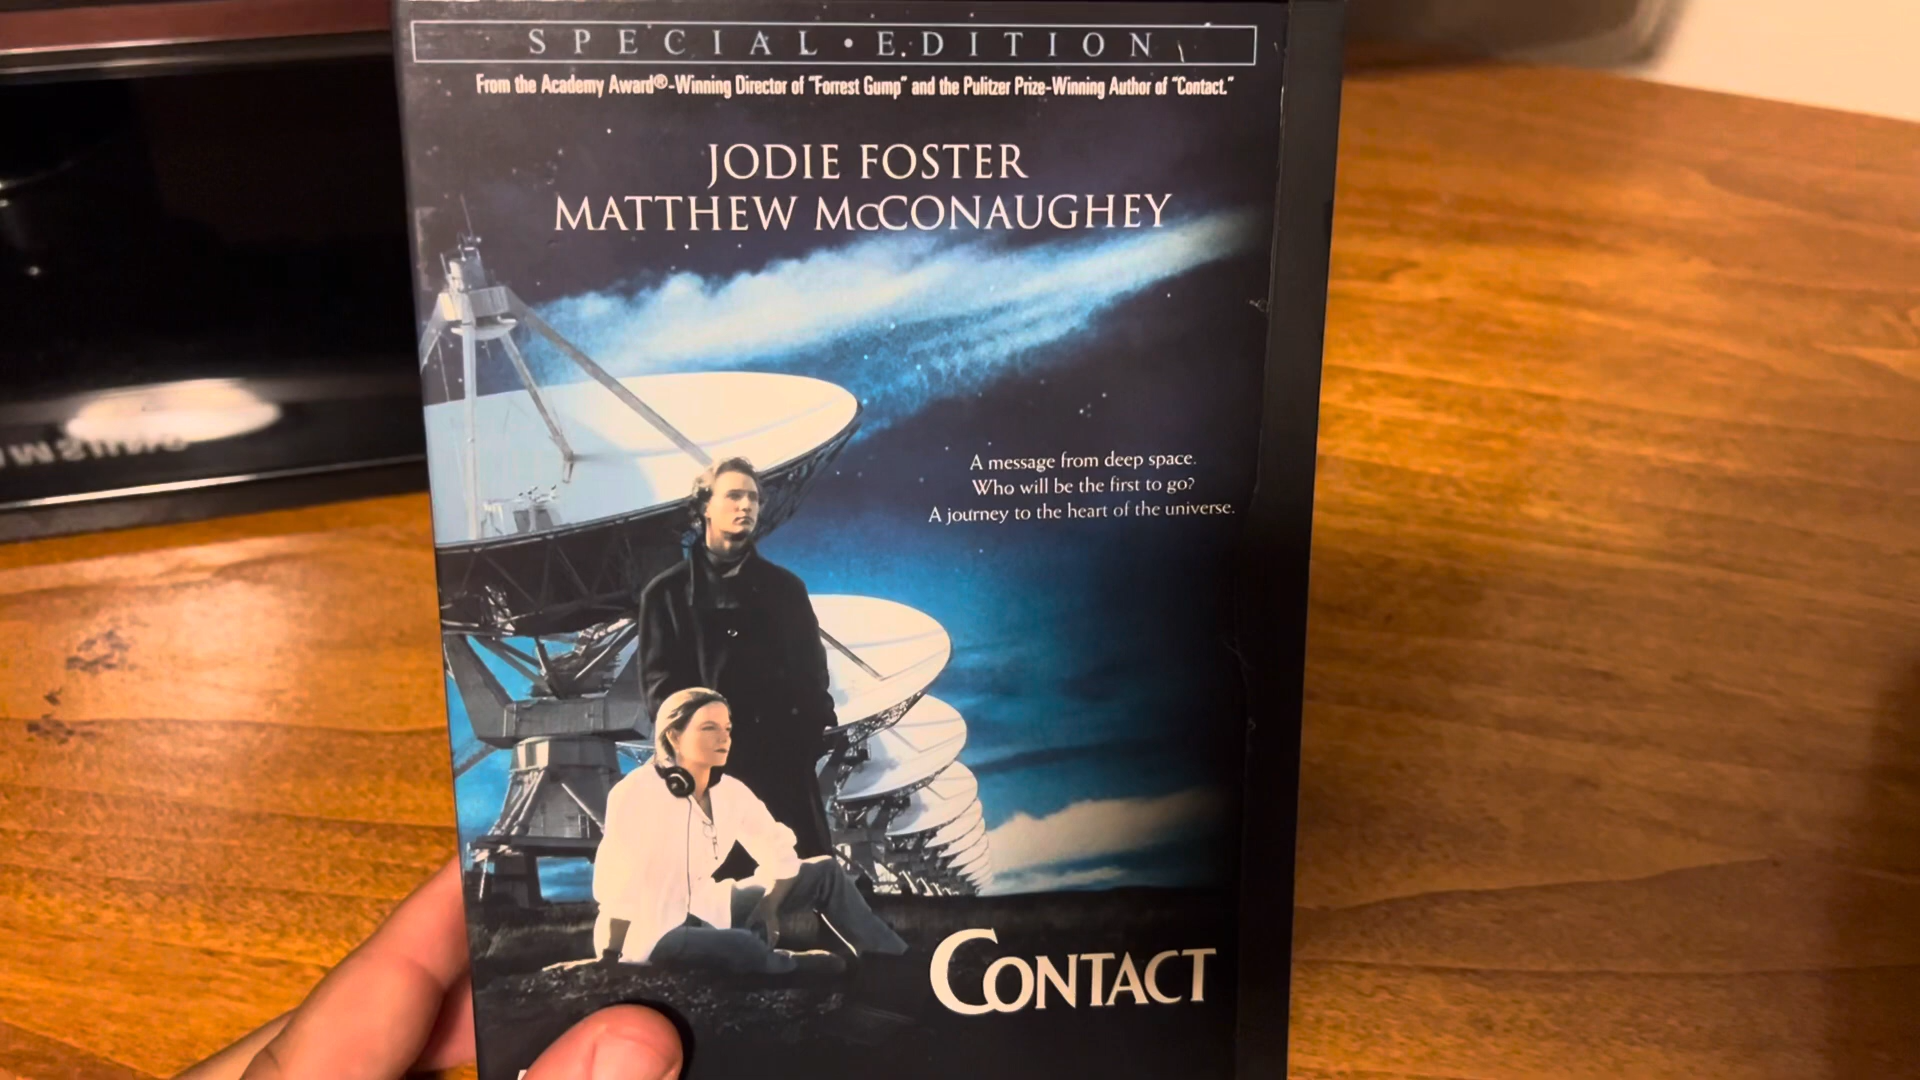 SPECIAL • EDITION
From the Academy Award®-Winning Director of "Forrest Gump" and the Pulitzer Prize-Winning Author of "Contact."
JODIE FOSTER
MATTHEW McCONAUGHEY
A message from deep space.
Who will be the first to go?
A journey to the heart of the universe.
CONTACT